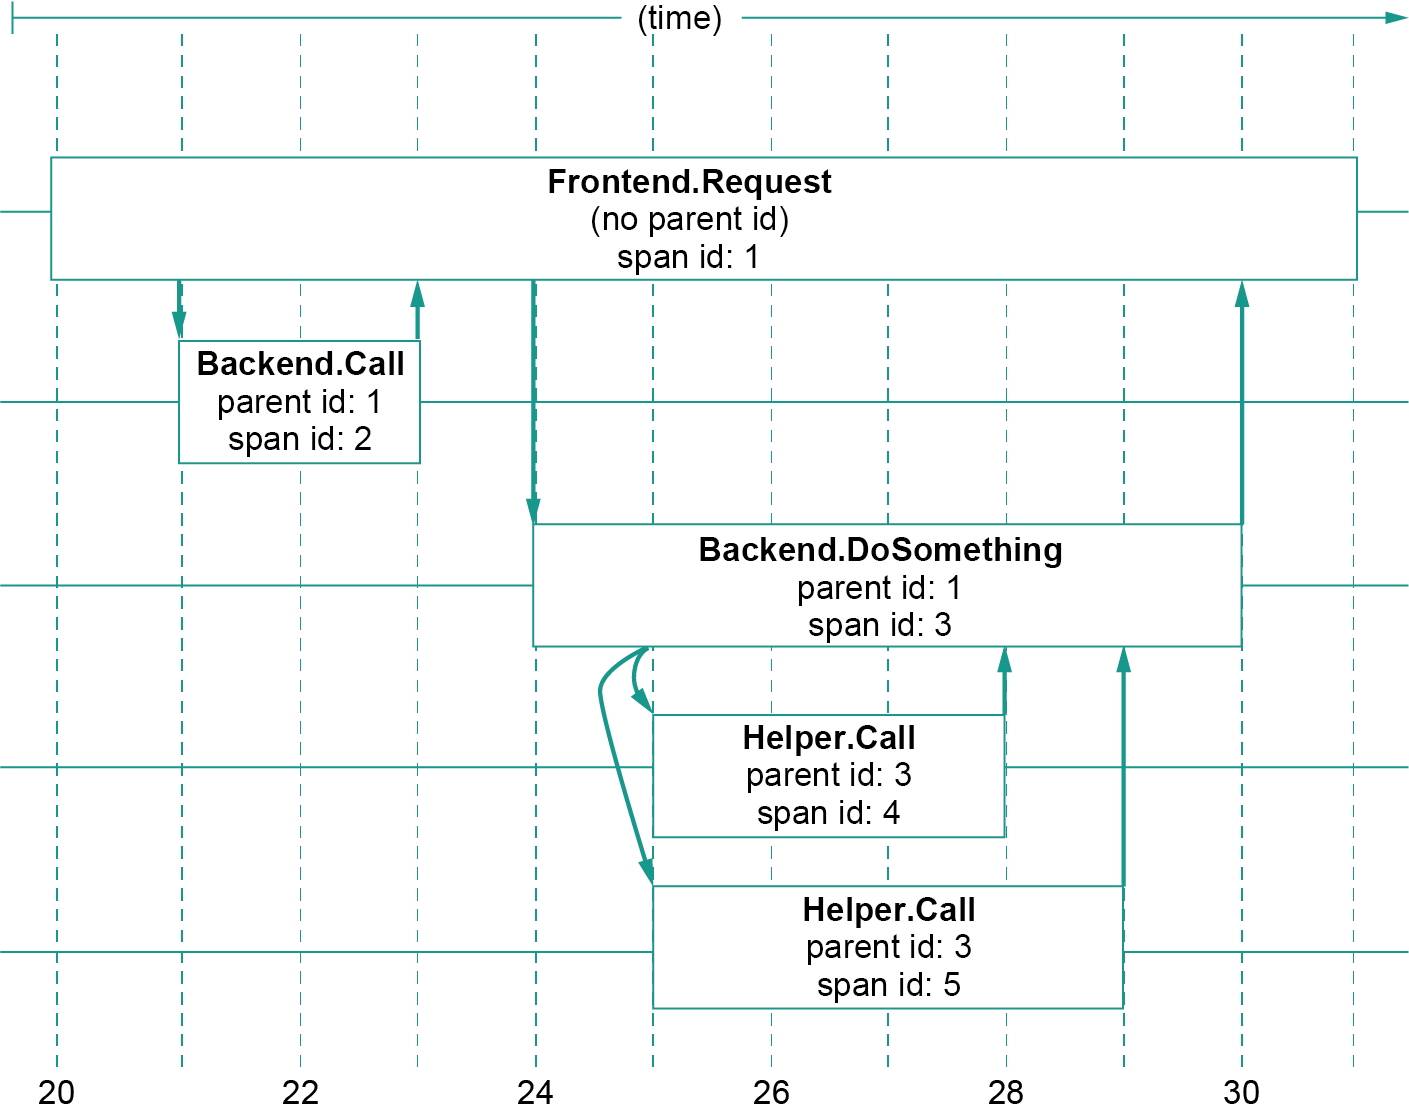 (time)
Frontend.Request
(no parent id)
span id: 1
Backend.Call
parent id: 1
span id: 2
Backend.DoSomething
parent id: 1
span id: 3
Helper.Call
parent id: 3
span id: 4
Helper.Call
parent id: 3
span id: 5
20 22 24 26 28 30